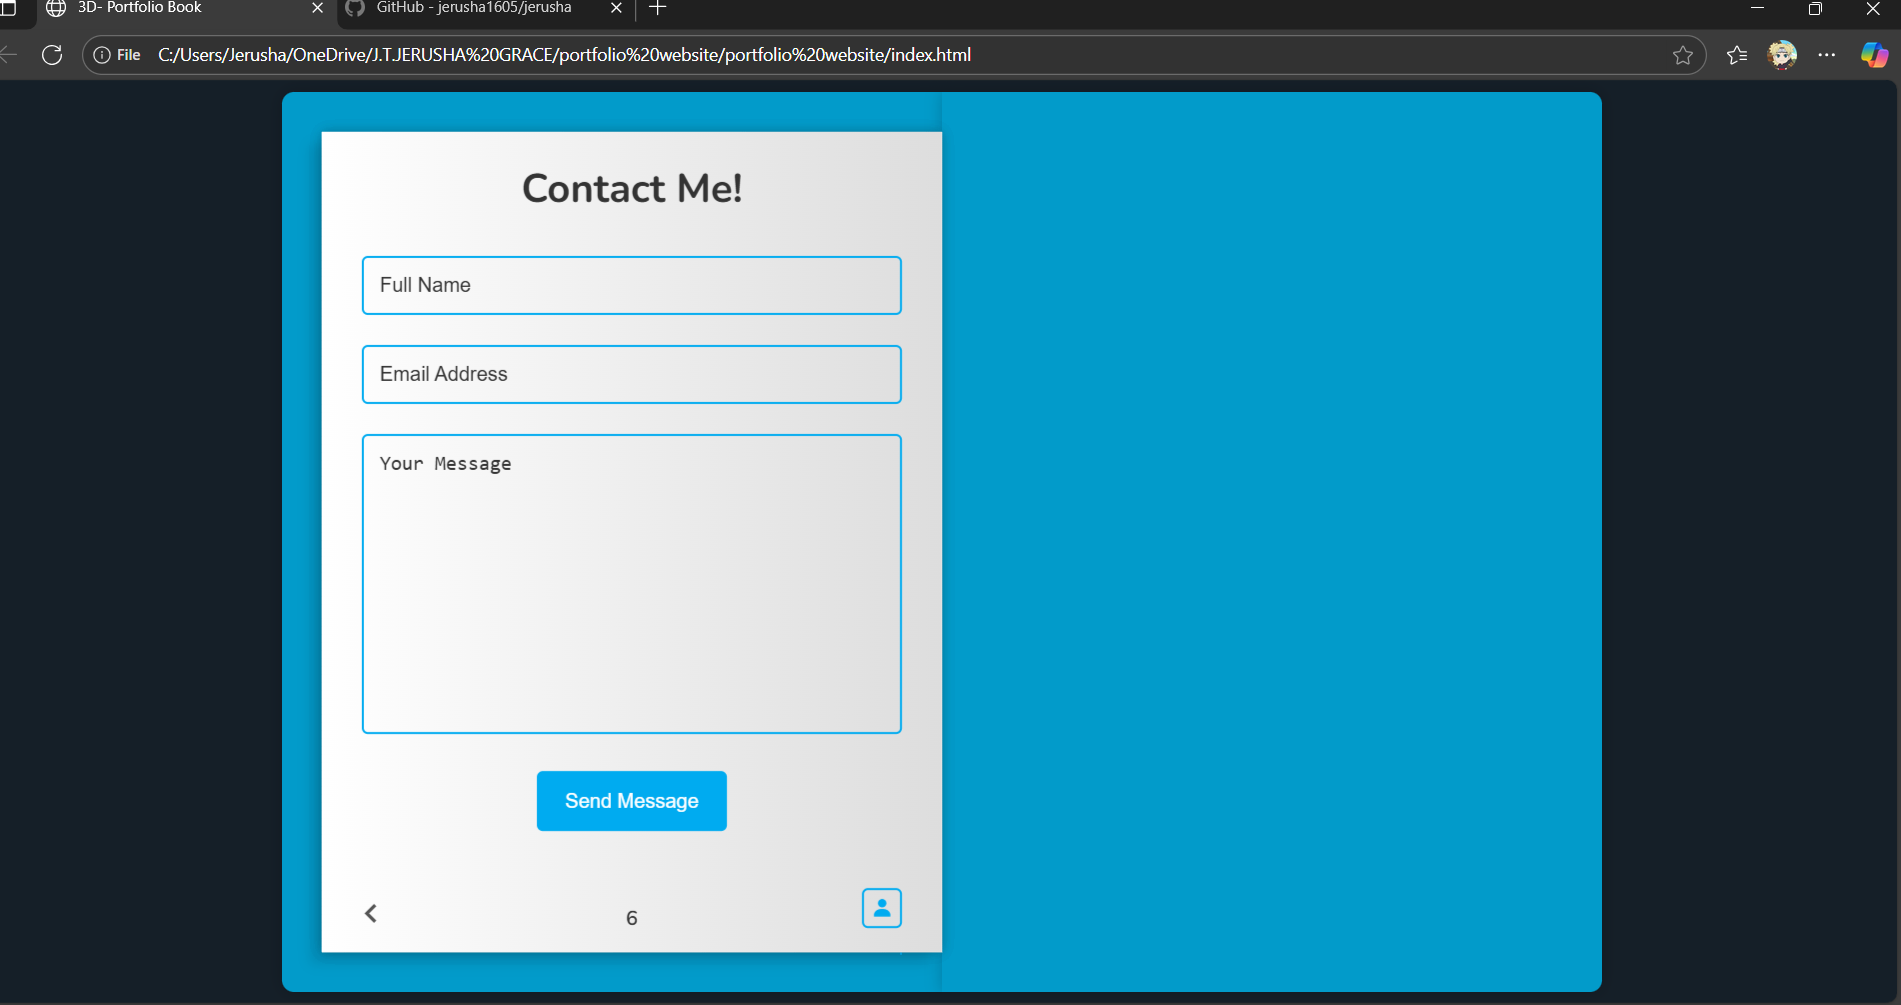 3D- Portfolio Book
GitHub - jerusha1605/jerusha
File C:/Users/Jerusha/OneDrive/J.T.JERUSHA%20GRACE/portfolio%20website/portfolio%20website/index.html
Contact Me!
Full Name
Email Address
Your Message
Send Message
6